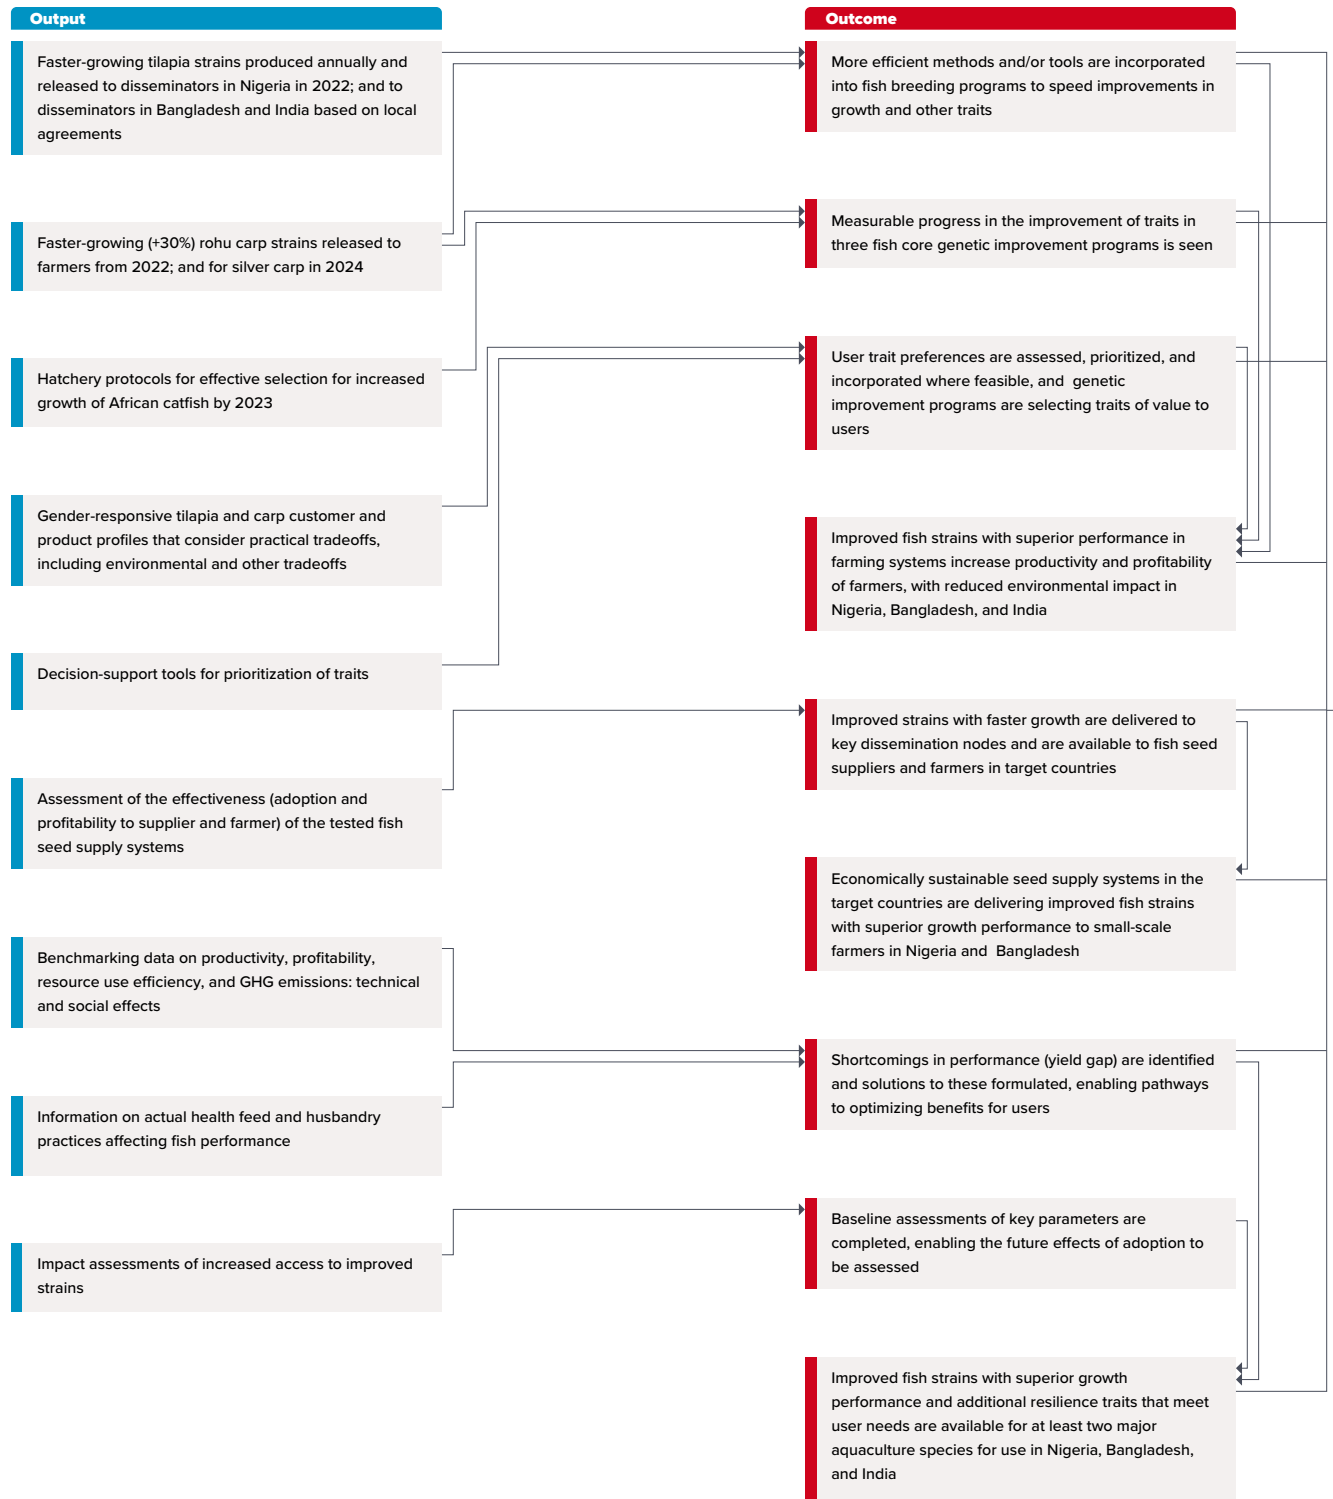 Output
Faster-growing tilapia strains produced annually and
released to disseminators in Nigeria in 2022; and to
disseminators in Bangladesh and India based on local
agreements
Faster-growing (+30%) rohu carp strains released to
farmers from 2022; and for silver carp in 2024
Hatchery protocols for effective selection for increased
growth of African catfish by 2023
Gender-responsive tilapia and carp customer and
product profiles that consider practical tradeoffs,
including environmental and other tradeoffs
Decision-support tools for prioritization of traits
Assessment of the effectiveness (adoption and
profitability to supplier and farmer) of the tested fish
seed supply systems
Benchmarking data on productivity, profitability,
resource use efficiency, and GHG emissions: technical
and social effects
Information on actual health feed and husbandry
practices affecting fish performance
Impact assessments of increased access to improved
strains
Outcome
More efficient methods and/or tools are incorporated
into fish breeding programs to speed improvements in
growth and other traits
Measurable progress in the improvement of traits in
three fish core genetic improvement programs is seen
User trait preferences are assessed, prioritized, and
incorporated where feasible, and genetic
improvement programs are selecting traits of value to
users
Improved fish strains with superior performance in
farming systems increase productivity and profitability
of farmers, with reduced environmental impact in
Nigeria, Bangladesh, and India
Improved strains with faster growth are delivered to
key dissemination nodes and are available to fish seed
suppliers and farmers in target countries
Economically sustainable seed supply systems in the
target countries are delivering improved fish strains
with superior growth performance to small-scale
farmers in Nigeria and Bangladesh
Shortcomings in performance (yield gap) are identified
and solutions to these formulated, enabling pathways
to optimizing benefits for users
Baseline assessments of key parameters are
completed, enabling the future effects of adoption to
be assessed
Improved fish strains with superior growth
performance and additional resilience traits that meet
user needs are available for at least two major
aquaculture species for use in Nigeria, Bangladesh,
and India